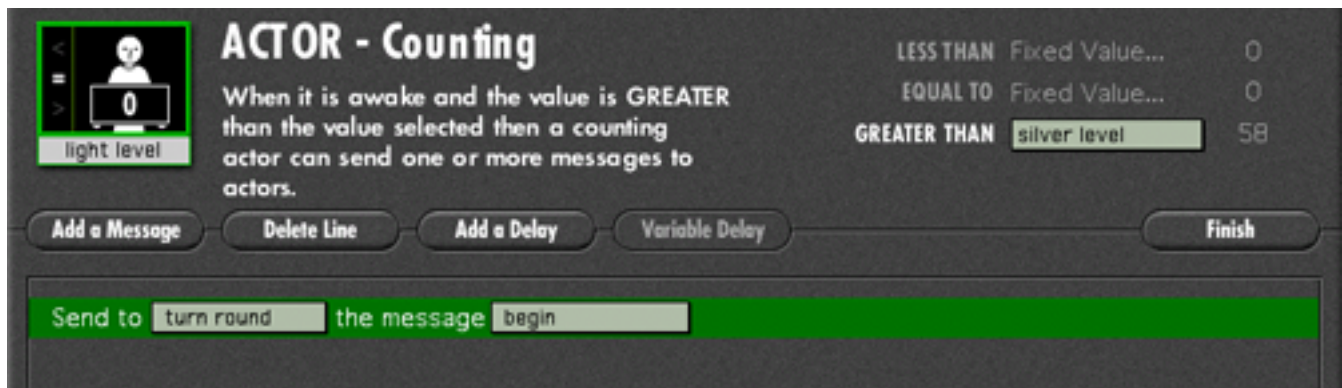 <
=
>
0
light level
ACTOR - Counting
When it is awake and the value is GREATER
than the value selected then a counting
actor can send one or more messages to
actors.
LESS THAN Fixed Value... 0
EQUAL TO Fixed Value... 0
GREATER THAN silver level 58
Add a Message Delete Line Add a Delay Variable Delay Finish
Send to turn round the message begin